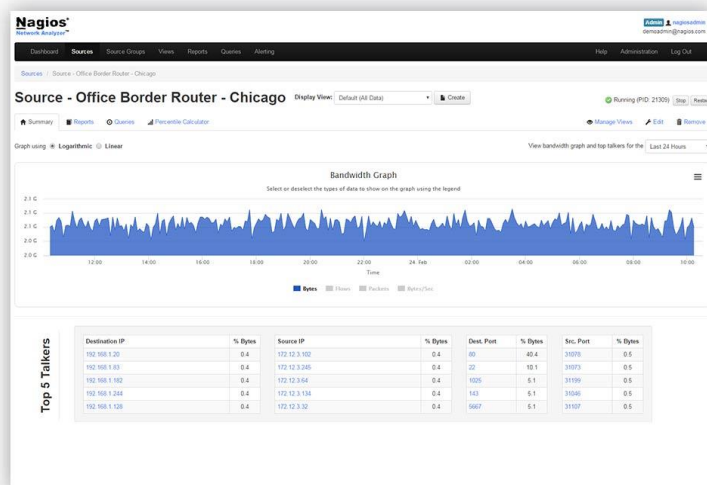 Nagios®
Network Analyzer™
Admin nagiosadmin
demoadmin@nagios.com
Dashboard Sources Source Groups Views Reports Queries Alerting Help Administration Log Out
Sources / Source - Office Border Router - Chicago
Source - Office Border Router - Chicago Display View: Default (All Data) Create Running (PID: 21305) Stop Resta
Summary Reports Queries Percentile Calculator Manage Views Edit Remove
Graph using Logarithmic Linear View bandwidth graph and top talkers for the Last 24 Hours
Bandwidth Graph
Select or deselect the types of data to show on the graph using the legend
2.1 G
2.1 G
2.1 G
2.0 G
2.0 G
12:00 14:00 16:00 18:00 20:00 22:00 24. Feb 02:00 04:00 06:00 08:00 10:00
Time
Bytes Flows Packets Bytes/Sec
Top 5 Talkers
Destination IP % Bytes Source IP % Bytes Dest. Port % Bytes Src. Port % Bytes
192.168.1.20 0.4 172.12.3.102 0.4 80 40.4 31078 0.5
192.168.1.83 0.4 172.12.3.245 0.4 22 10.1 31073 0.5
192.168.1.182 0.4 172.12.3.64 0.4 1025 5.1 31199 0.5
192.168.1.244 0.4 172.12.3.134 0.4 143 5.1 31046 0.5
192.168.1.128 0.4 172.12.3.32 0.4 5667 5.1 31107 0.5